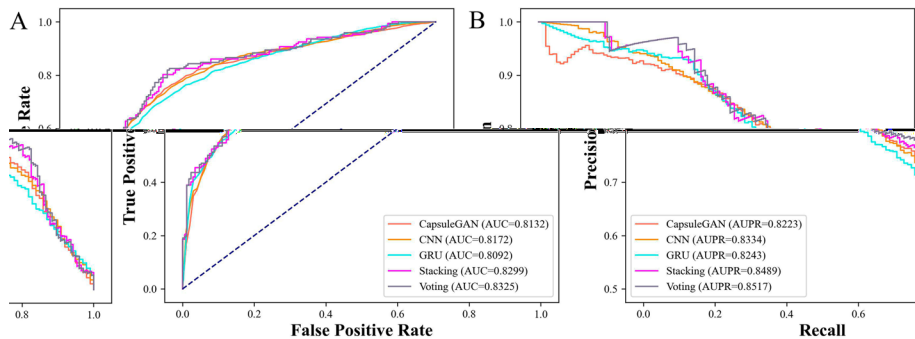 A
B
1.0
0.8
0.6
e Rate
1.0
0.9
0.8
n
0.0
0.2
0.4
0.6
0.8
1.0
True Positiv
0.4
0.2
0.0
CapsuleGAN (AUC=0.8132)
CNN (AUC=0.8172)
GRU (AUC=0.8092)
Stacking (AUC=0.8299)
Voting (AUC=0.8325)
False Positive Rate
1.0
Precisio
0.7
0.6
0.5
CapsuleGAN (AUPR=0.8223)
CNN (AUPR=0.8334)
GRU (AUPR=0.8243)
Stacking (AUPR=0.8489)
Voting (AUPR=0.8517)
0.0
0.2
0.4
0.6
Recall